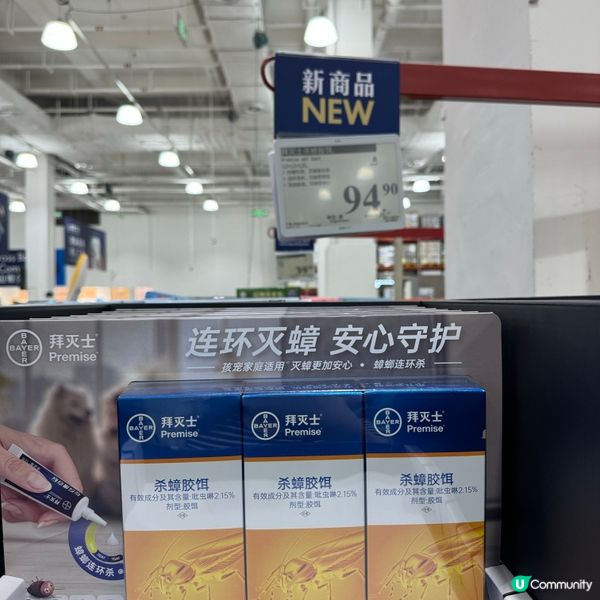 新商品
NEW
94.90
拜灭士®
Premise
BAYER
连环灭蟑 安心守护
孩宠家庭适用* 灭蟑更加安心 • 蟑螂连环杀
拜灭士®
Premise
BAYER
杀蟑胶饵
有效成分及其含量:吡虫啉2.15%
剂型:胶饵
拜灭士®
Premise
BAYER
杀蟑胶饵
有效成分及其含量:吡虫啉2.15%
剂型:胶饵
拜灭士®
Premise
BAYER
杀蟑胶饵
有效成分及其含量:吡虫啉2.15%
剂型:胶饵
蟑螂连环杀
U Community